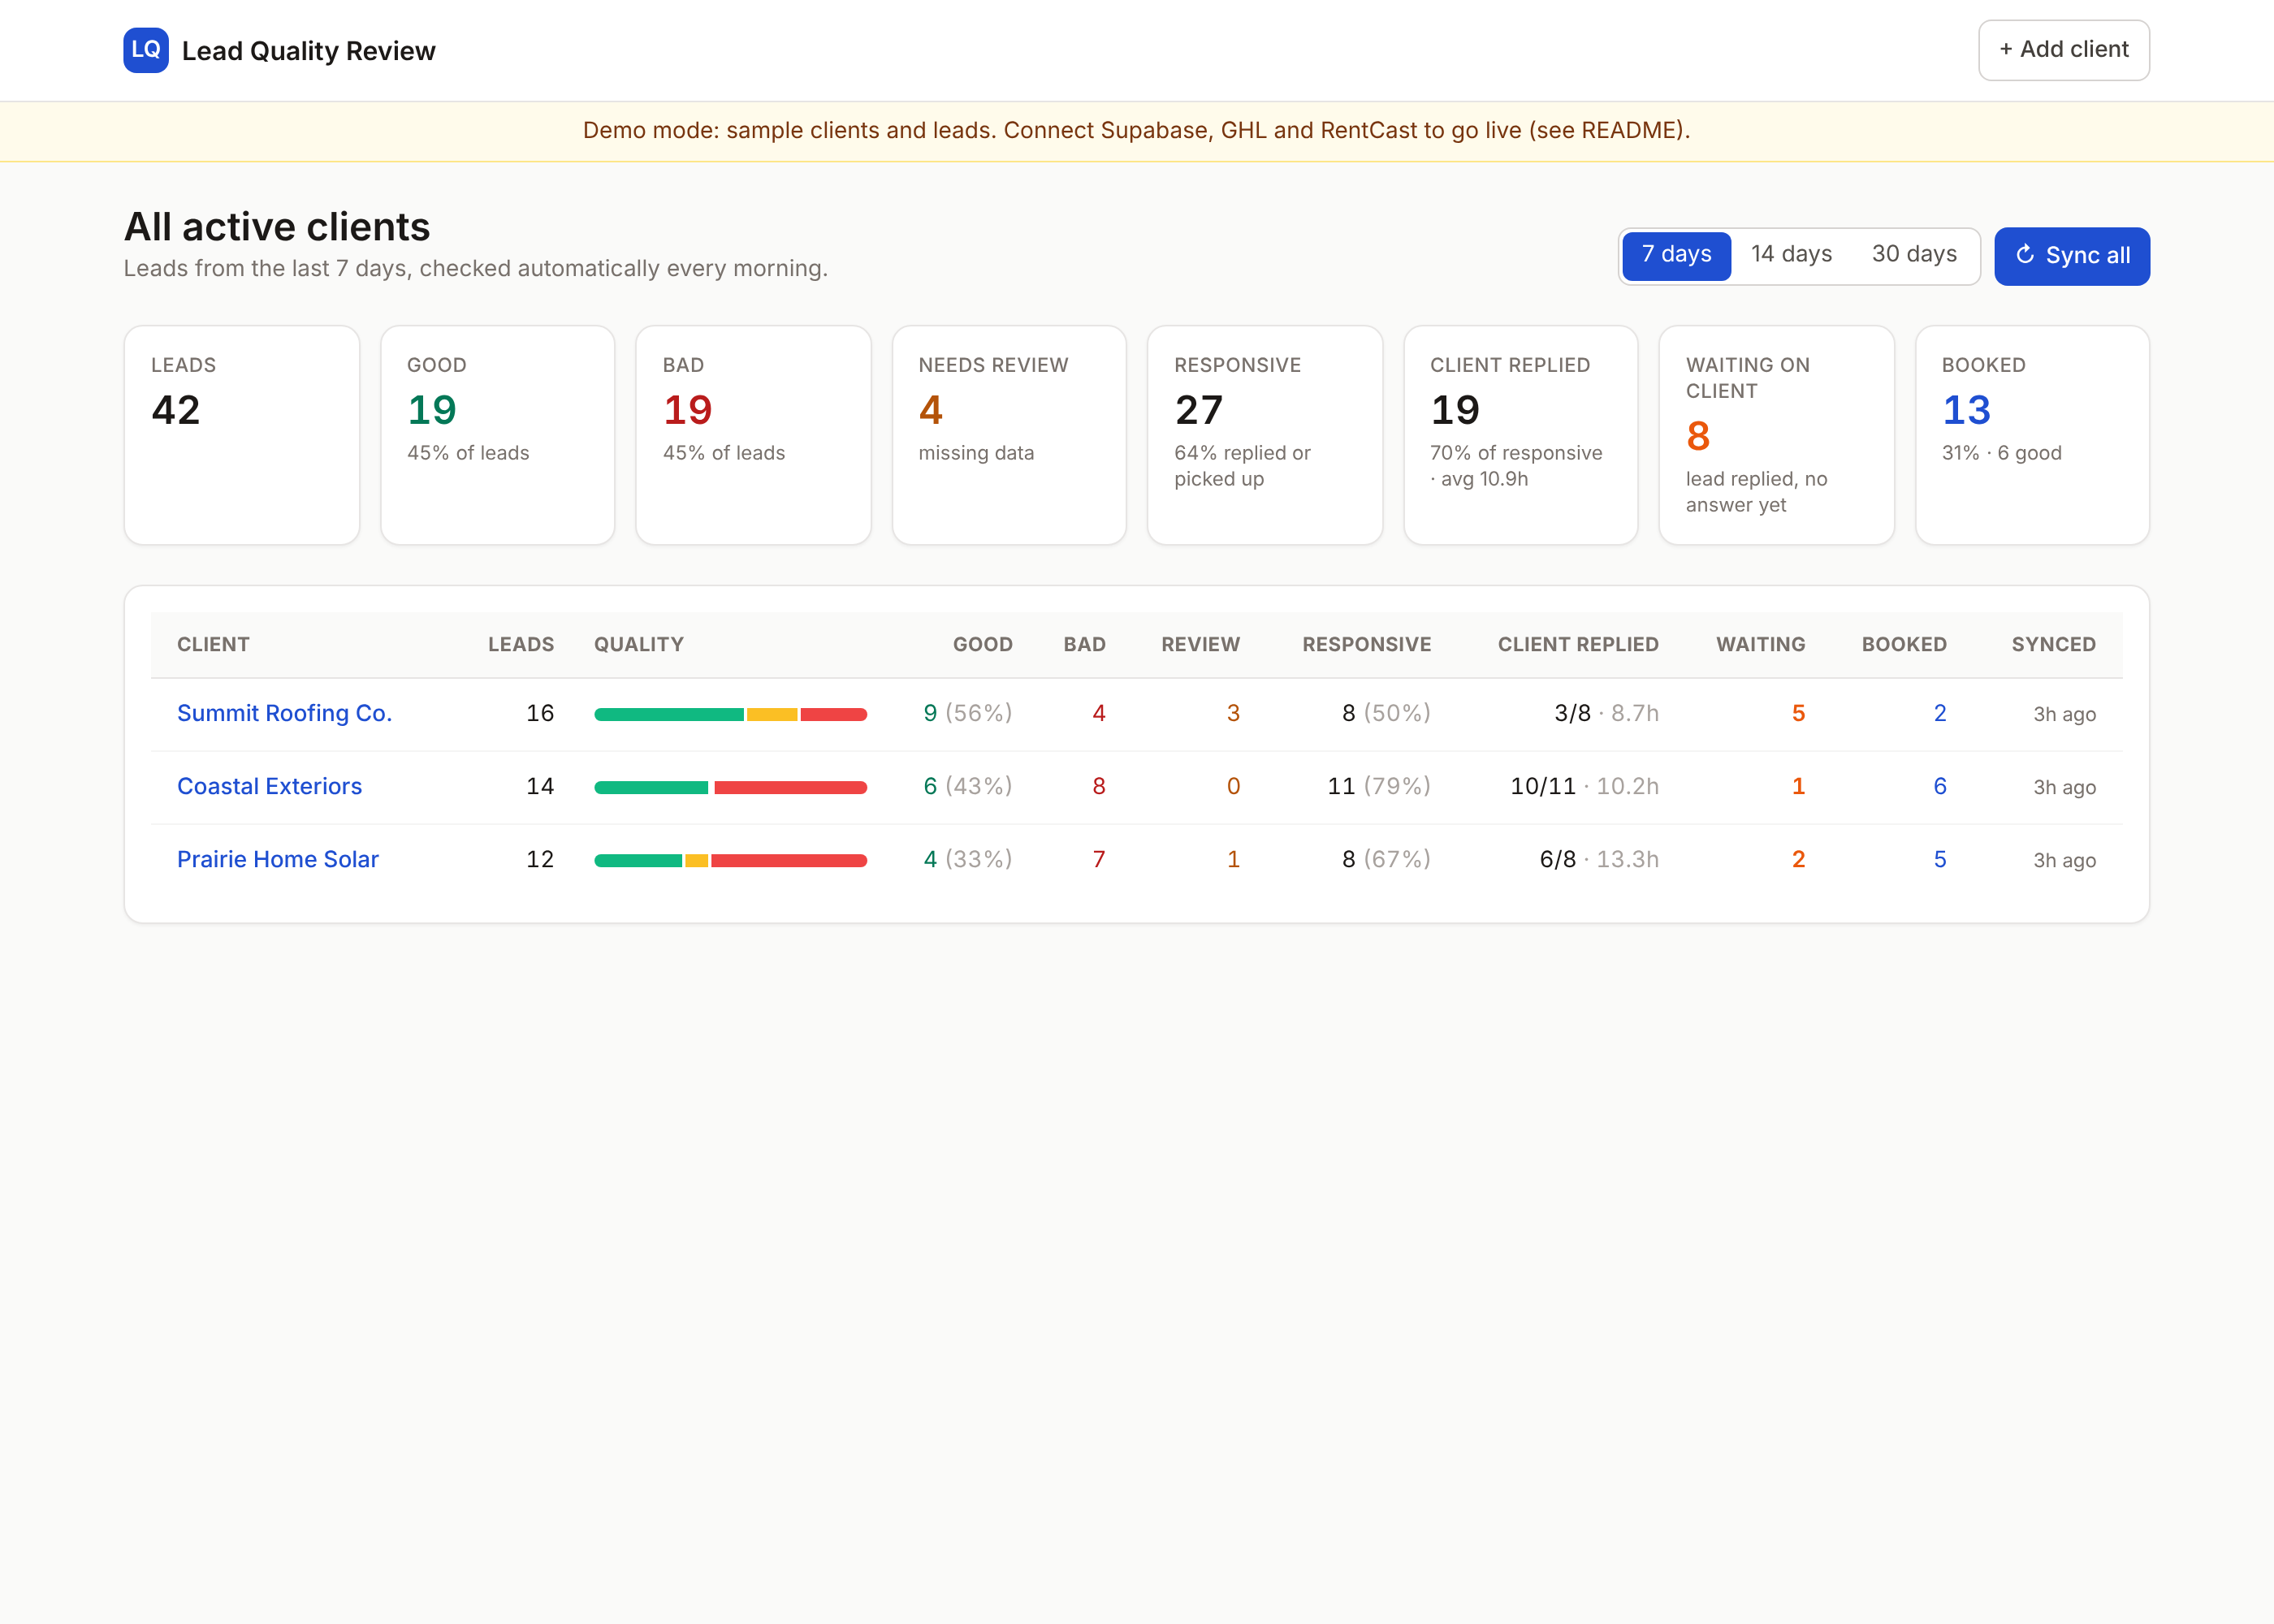 LQ Lead Quality Review
+ Add client
Demo mode: sample clients and leads. Connect Supabase, GHL and RentCast to go live (see README).
All active clients
Leads from the last 7 days, checked automatically every morning.
7 days 14 days 30 days
Sync all
LEADS
42
GOOD
19
45% of leads
BAD
19
45% of leads
NEEDS REVIEW
4
missing data
RESPONSIVE
27
64% replied or
picked up
CLIENT REPLIED
19
70% of responsive
· avg 10.9h
WAITING ON
CLIENT
8
lead replied, no
answer yet
BOOKED
13
31% · 6 good
CLIENT LEADS QUALITY GOOD BAD REVIEW RESPONSIVE CLIENT REPLIED WAITING BOOKED SYNCED
Summit Roofing Co. 16 9 (56%) 4 3 8 (50%) 3/8 · 8.7h 5 2 3h ago
Coastal Exteriors 14 6 (43%) 8 0 11 (79%) 10/11 · 10.2h 1 6 3h ago
Prairie Home Solar 12 4 (33%) 7 1 8 (67%) 6/8 · 13.3h 2 5 3h ago